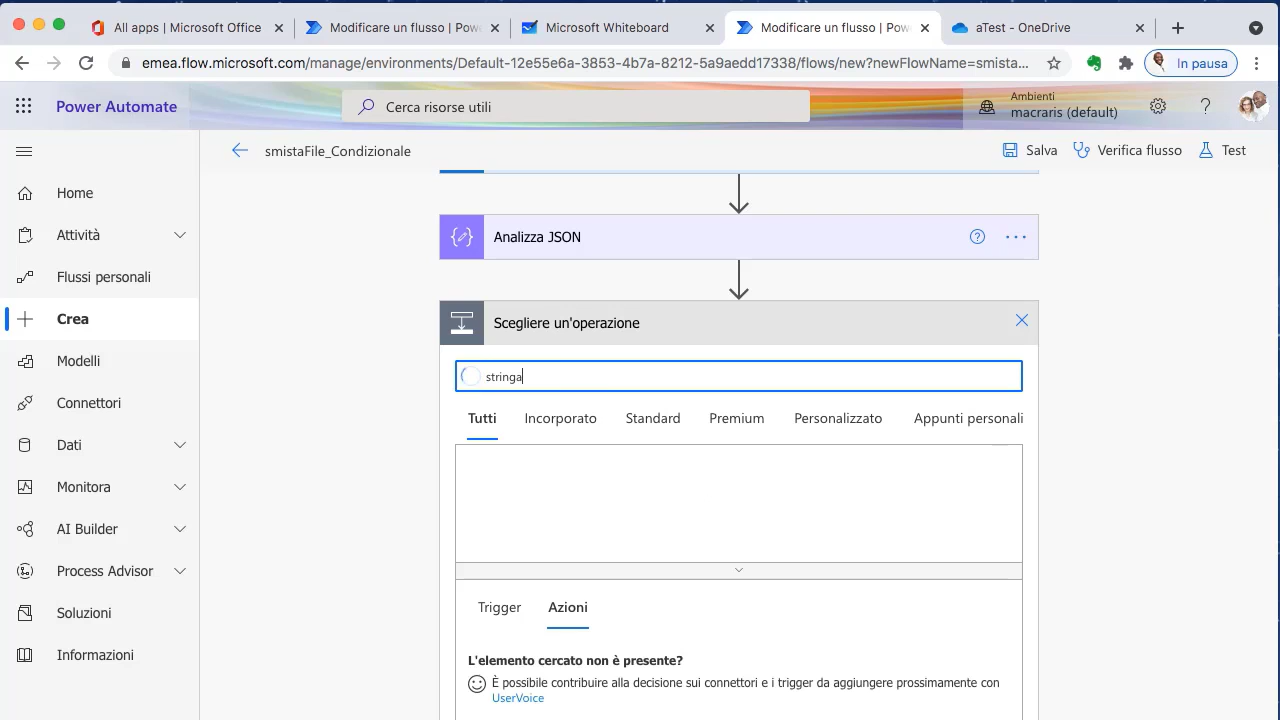 All apps | Microsoft Office
Modificare un flusso | Pow
Microsoft Whiteboard
Modificare un flusso | Pow
aTest - OneDrive
emea.flow.microsoft.com/manage/environments/Default-12e55e6a-3853-4b7a-8212-5a9aedd17338/flows/new?newFlowName=smista...
In pausa
Power Automate
Cerca risorse utili
Ambienti
macraris (default)
smistaFile_Condizionale
Salva
Verifica flusso
Test
Home
Attività
Flussi personali
Crea
Modelli
Connettori
Dati
Monitora
AI Builder
Process Advisor
Soluzioni
Informazioni
Analizza JSON
Scegliere un'operazione
stringa
Tutti Incorporato Standard Premium Personalizzato Appunti personali
Trigger Azioni
L'elemento cercato non è presente?
È possibile contribuire alla decisione sui connettori e i trigger da aggiungere prossimamente con
UserVoice